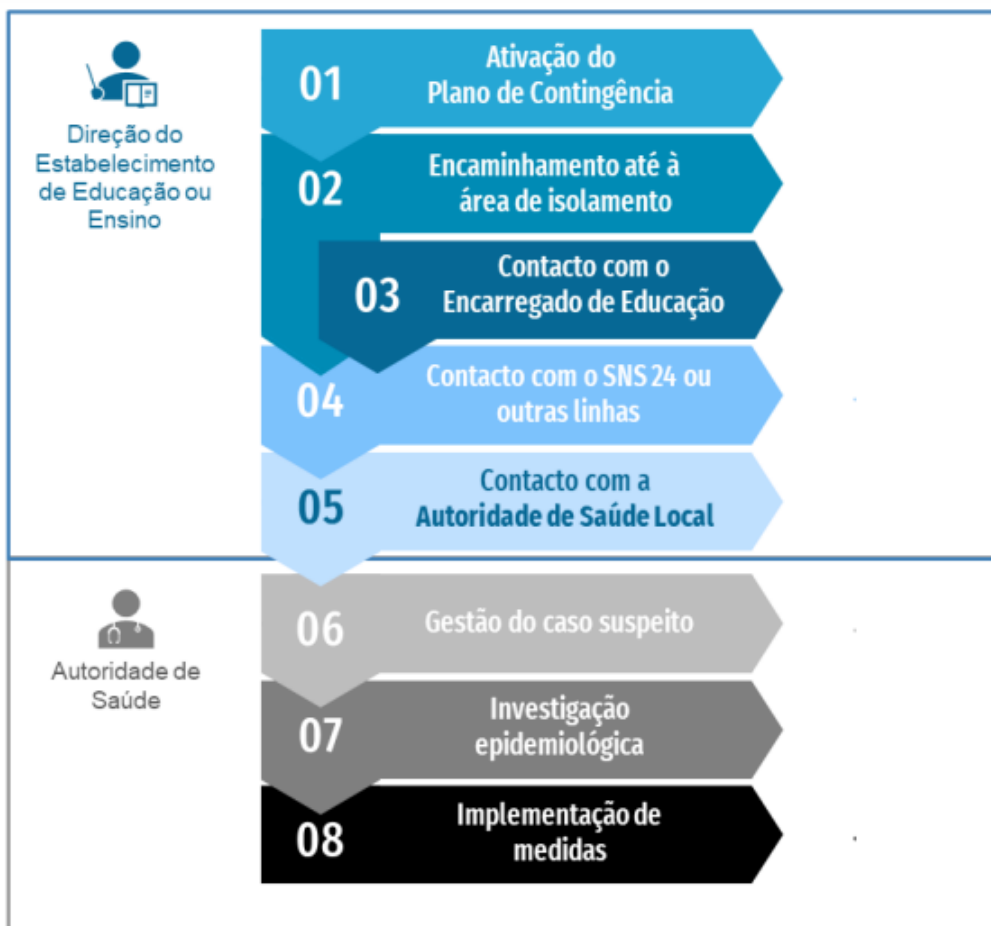 Direção do
Estabelecimento
de Educação ou
Ensino
01
Ativação do
Plano de Contingência
02
Encaminhamento até à
área de isolamento
03
Contacto com o
Encarregado de Educação
04
Contacto com o SNS 24 ou
outras linhas
05
Contacto com a
Autoridade de Saúde Local
Autoridade de
Saúde
06
Gestão do caso suspeito
07
Investigação
epidemiológica
08
Implementação de
medidas